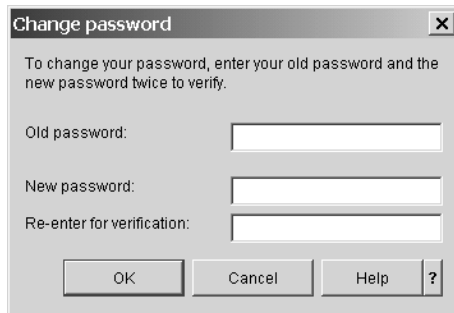 Change password
To change your password, enter your old password and the
new password twice to verify.
Old password:
New password:
Re-enter for verification:
OK Cancel Help ?